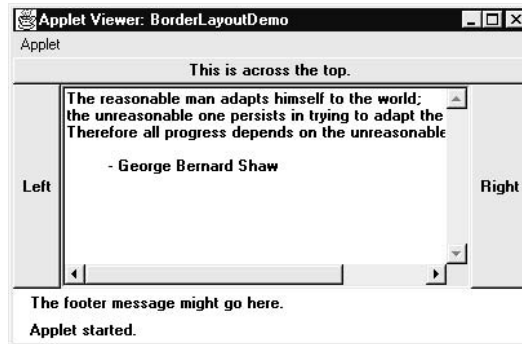 Applet Viewer: BorderLayoutDemo
Applet
This is across the top.
The reasonable man adapts himself to the world;
the unreasonable one persists in trying to adapt the
Therefore all progress depends on the unreasonable
- George Bernard Shaw
Left
Right
The footer message might go here.
Applet started.